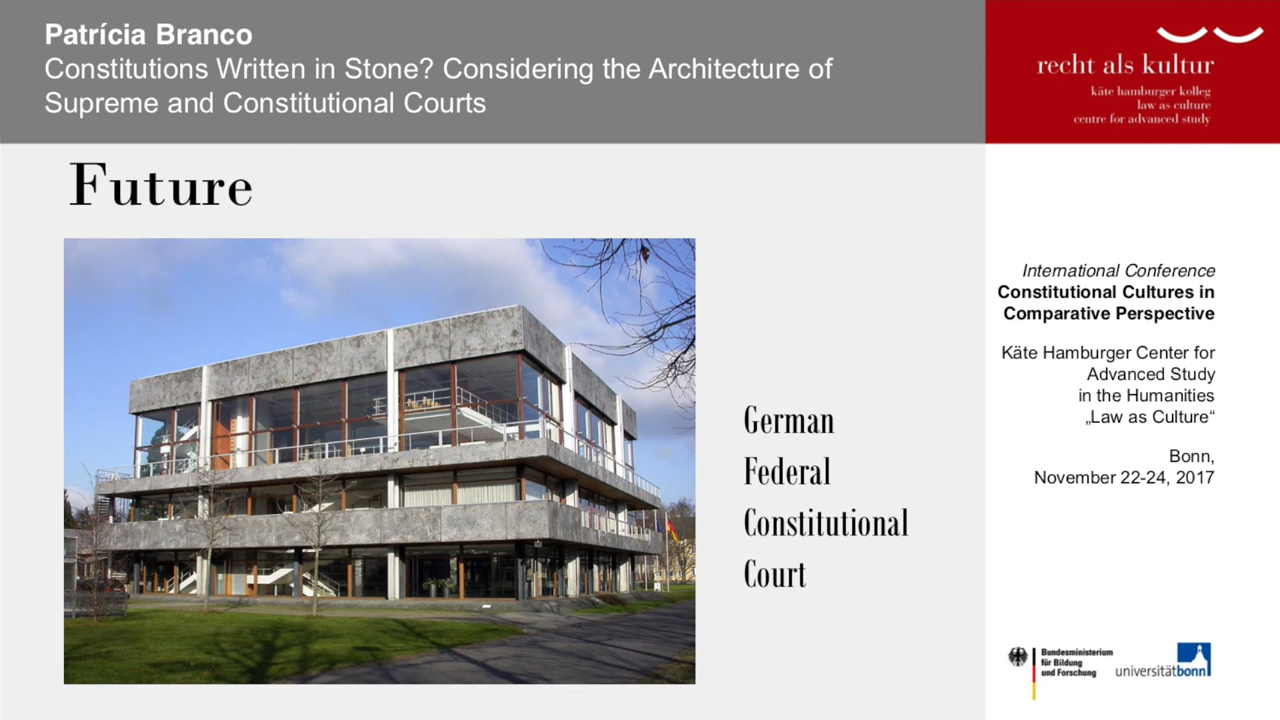 Patrícia Branco
Constitutions Written in Stone? Considering the Architecture of
Supreme and Constitutional Courts
recht als kultur
käte hamburger kolleg
law as culture
centre for advanced study
Future
German
Federal
Constitutional
Court
International Conference
Constitutional Cultures in
Comparative Perspective
Käte Hamburger Center for
Advanced Study
in the Humanities
„Law as Culture“
Bonn,
November 22-24, 2017
Bundesministerium
für Bildung
und Forschung
universitätbonn